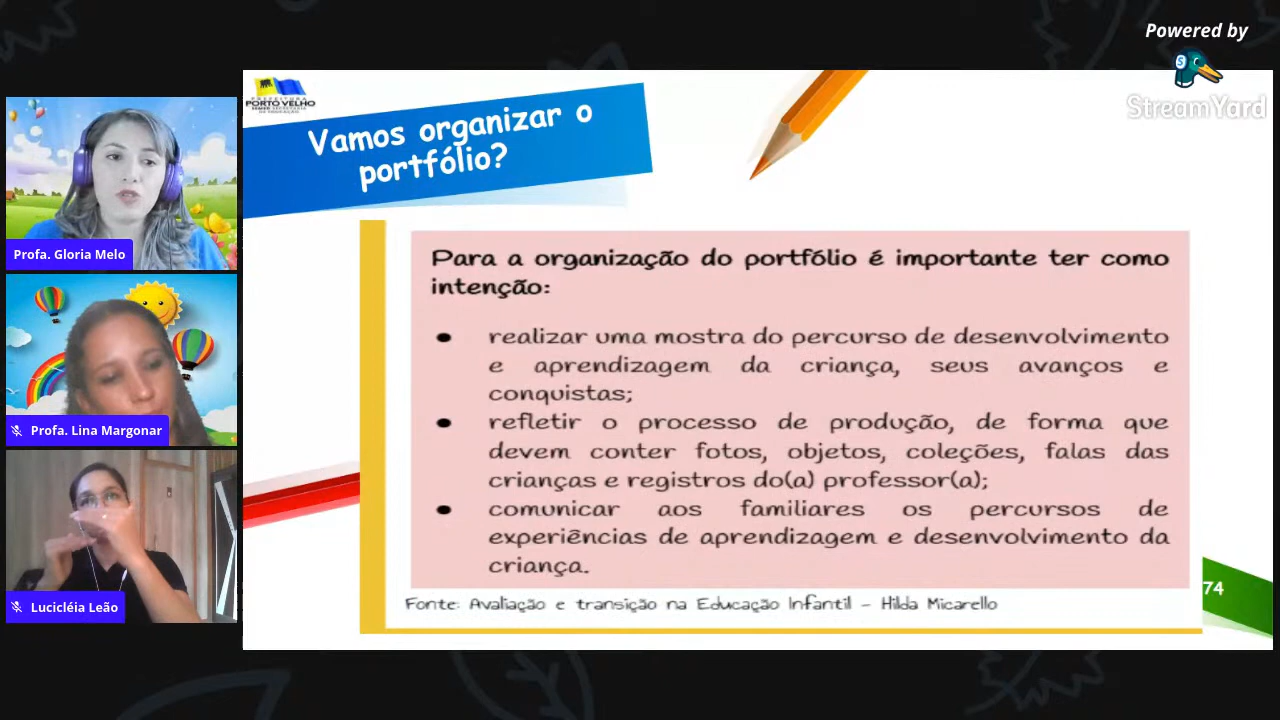 Powered by
StreamYard
PREFEITURA
PORTO VELHO
Vamos organizar o
portfólio?
Profa. Gloria Melo
Profa. Lina Margonar
Lucicléia Leão
Para a organização do portfólio é importante ter como
intenção:
● realizar uma mostra do percurso de desenvolvimento
e aprendizagem da criança, seus avanços e
conquistas;
● refletir o processo de produção, de forma que
devem conter fotos, objetos, coleções, falas das
crianças e registros do(a) professor(a);
● comunicar aos familiares os percursos de
experiências de aprendizagem e desenvolvimento da
criança.
Fonte: Avaliação e transição na Educação Infantil – Hilda Micarello
74